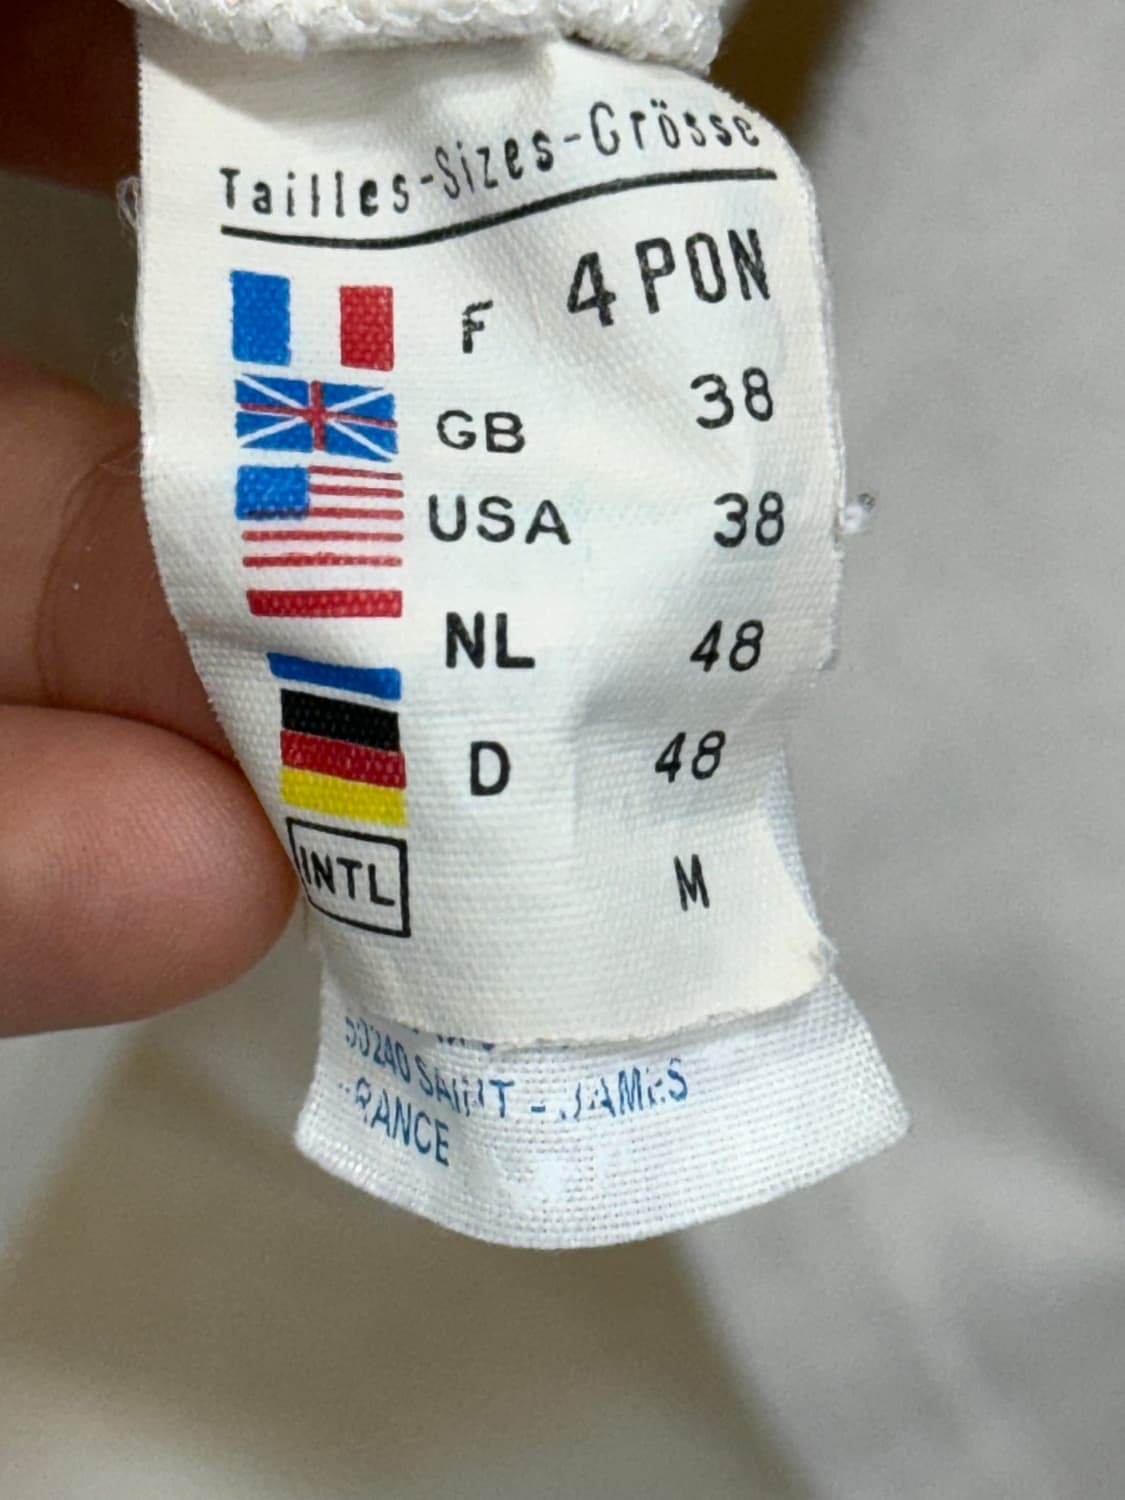 Tailles-Sizes-Grösse
F 4 PON
GB 38
USA 38
NL 48
D 48
INTL M
50240 SAINT - JAMES
FRANCE